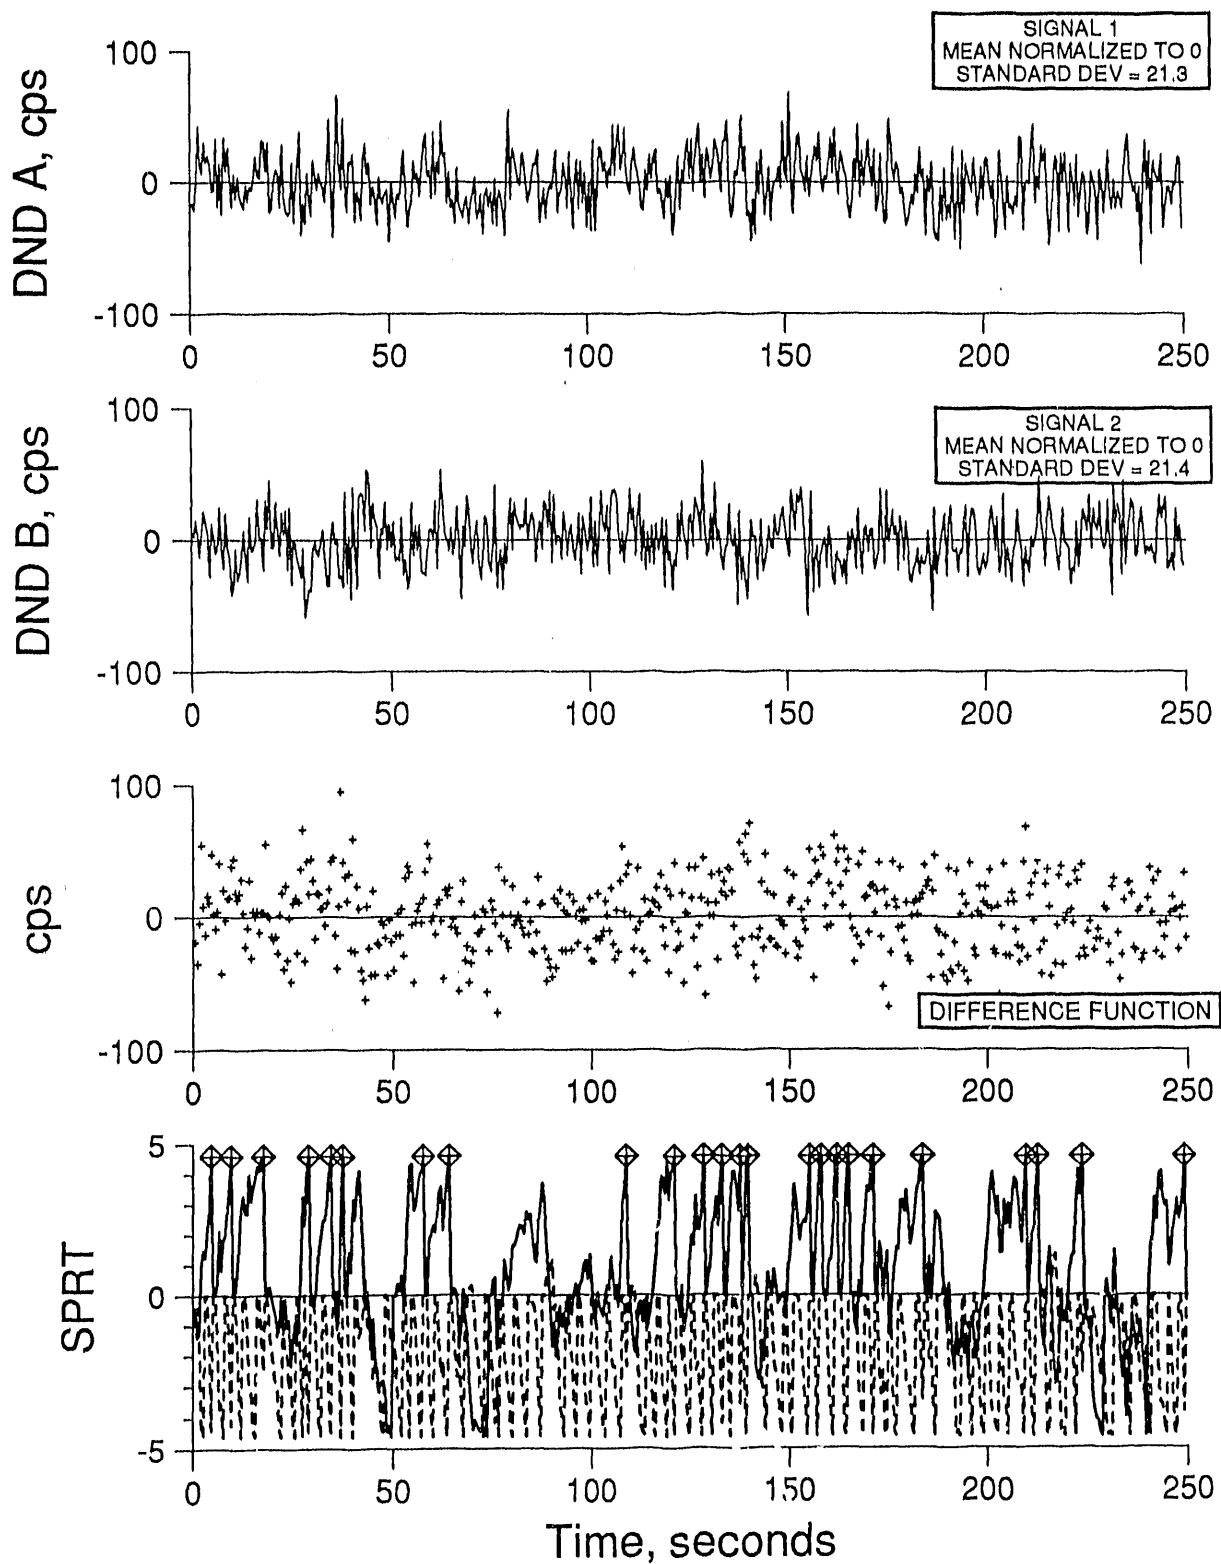 SIGNAL 1
MEAN NORMALIZED TO 0
STANDARD DEV = 21.3
DND A, cps
100
0
-100
0 50 100 150 200 250
SIGNAL 2
MEAN NORMALIZED TO 0
STANDARD DEV = 21.4
DND B, cps
100
0
-100
0 50 100 150 200 250
cps
100
0
-100
DIFFERENCE FUNCTION
0 50 100 150 200 250
SPRT
5
0
-5
0 50 100 150 200 250
Time, seconds